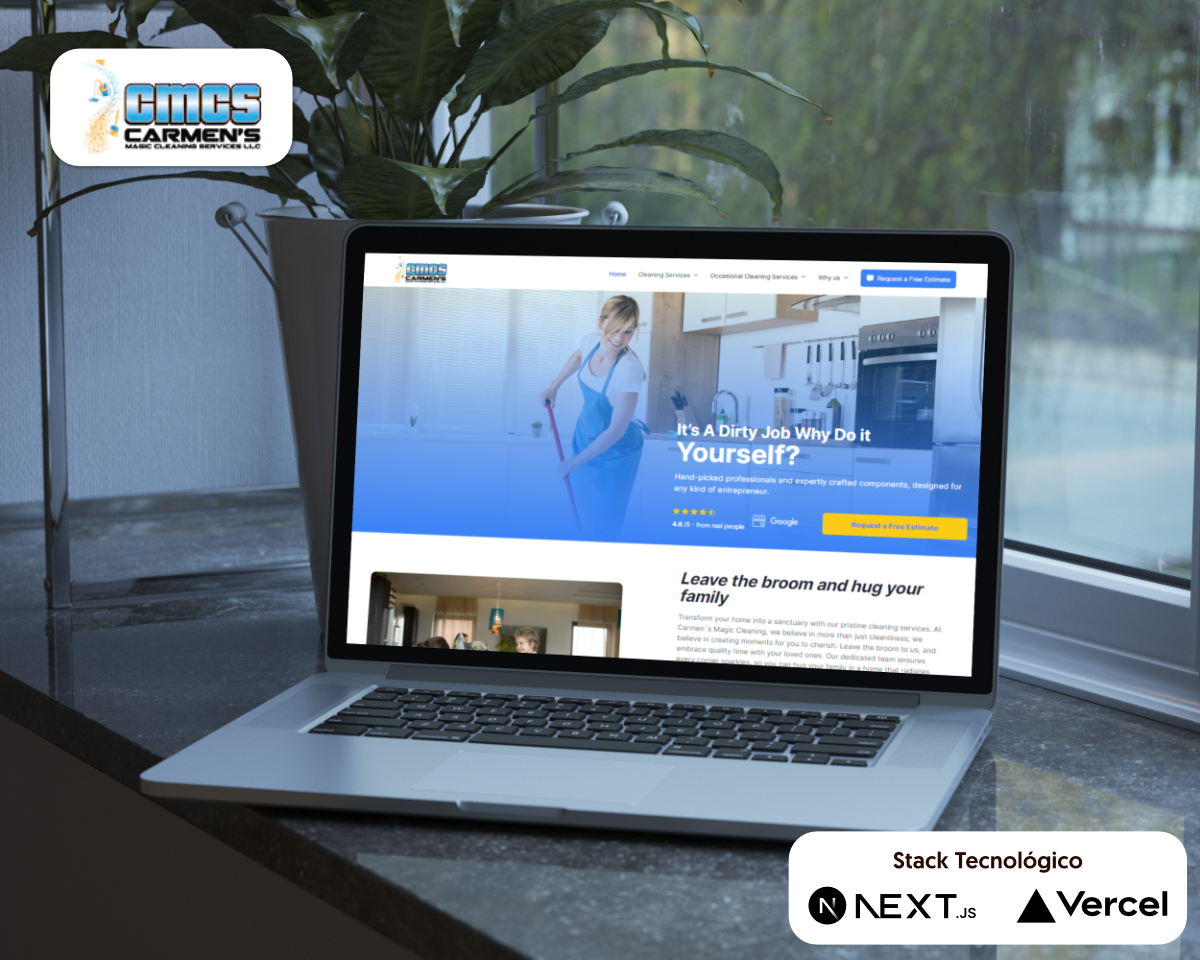 CMCS
CARMEN'S
MAGIC CLEANING SERVICES LLC
CMCS
CARMEN'S
Home
Cleaning Services
Occasional Cleaning Services
Why us
Request a Free Estimate
It's A Dirty Job Why Do it
Yourself?
Hand-picked professionals and expertly crafted components, designed for
any kind of entrepreneur.
4.6 /5 - from real people
Google
Request a Free Estimate
Leave the broom and hug your
family
Transform your home into a sanctuary with our pristine cleaning services. At
Carmen´s Magic Cleaning, we believe in more than just cleanliness; we
believe in creating moments for you to cherish. Leave the broom to us, and
embrace quality time with your loved ones. Our dedicated team ensures
every corner sparkles, so you can hug your family in a home that radiates
Stack Tecnológico
N NEXT.JS
Vercel